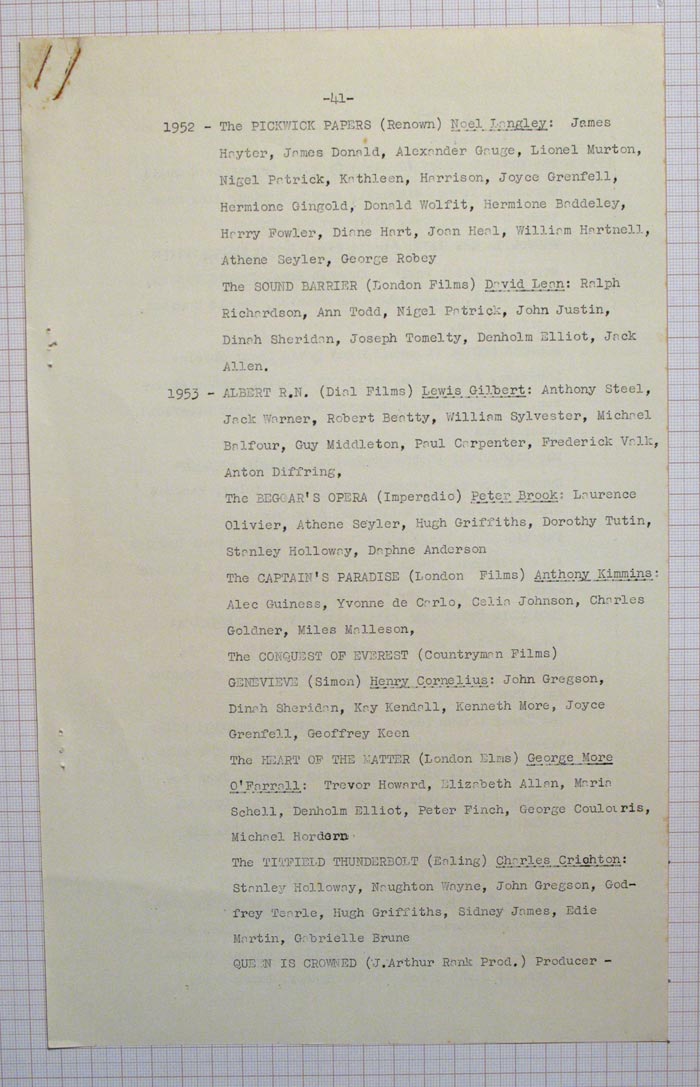 -41-
1952 - The PICKWICK PAPERS (Renown) Noel Langley: James
Hayter, James Donald, Alexander Gauge, Lionel Murton,
Nigel Patrick, Kathleen, Harrison, Joyce Grenfell,
Hermione Gingold, Donald Wolfit, Hermione Baddeley,
Harry Fowler, Diane Hart, Joan Heal, William Hartnell,
Athene Seyler, George Robey
The SOUND BARRIER (London Films) David Lean: Ralph
Richardson, Ann Todd, Nigel Patrick, John Justin,
Dinah Sheridan, Joseph Tomelty, Denholm Elliot, Jack
Allen.
1953 - ALBERT R.N. (Dial Films) Lewis Gilbert: Anthony Steel,
Jack Warner, Robert Beatty, William Sylvester, Michael
Balfour, Guy Middleton, Paul Carpenter, Frederick Valk,
Anton Diffring,
The BEGGAR'S OPERA (Imperadio) Peter Brook: Laurence
Olivier, Athene Seyler, Hugh Griffiths, Dorothy Tutin,
Stanley Holloway, Daphne Anderson
The CAPTAIN'S PARADISE (London Films) Anthony Kimmins:
Alec Guiness, Yvonne de Carlo, Celia Johnson, Charles
Goldner, Miles Malleson,
The CONQUEST OF EVEREST (Countryman Films)
GENEVIEVE (Simon) Henry Cornelius: John Gregson,
Dinah Sheridan, Kay Kendall, Kenneth More, Joyce
Grenfell, Geoffrey Keen
The HEART OF THE MATTER (London Elms) George More
O'Farrall: Trevor Howard, Elizabeth Allan, Maria
Schell, Denholm Elliot, Peter Finch, George Coulouris,
Michael Hordern
The TITFIELD THUNDERBOLT (Ealing) Charles Crichton:
Stanley Holloway, Naughton Wayne, John Gregson, God-
frey Tearle, Hugh Griffiths, Sidney James, Edie
Martin, Gabrielle Brune
QUEEN IS CROWNED (J.Arthur Rank Prod.) Producer -